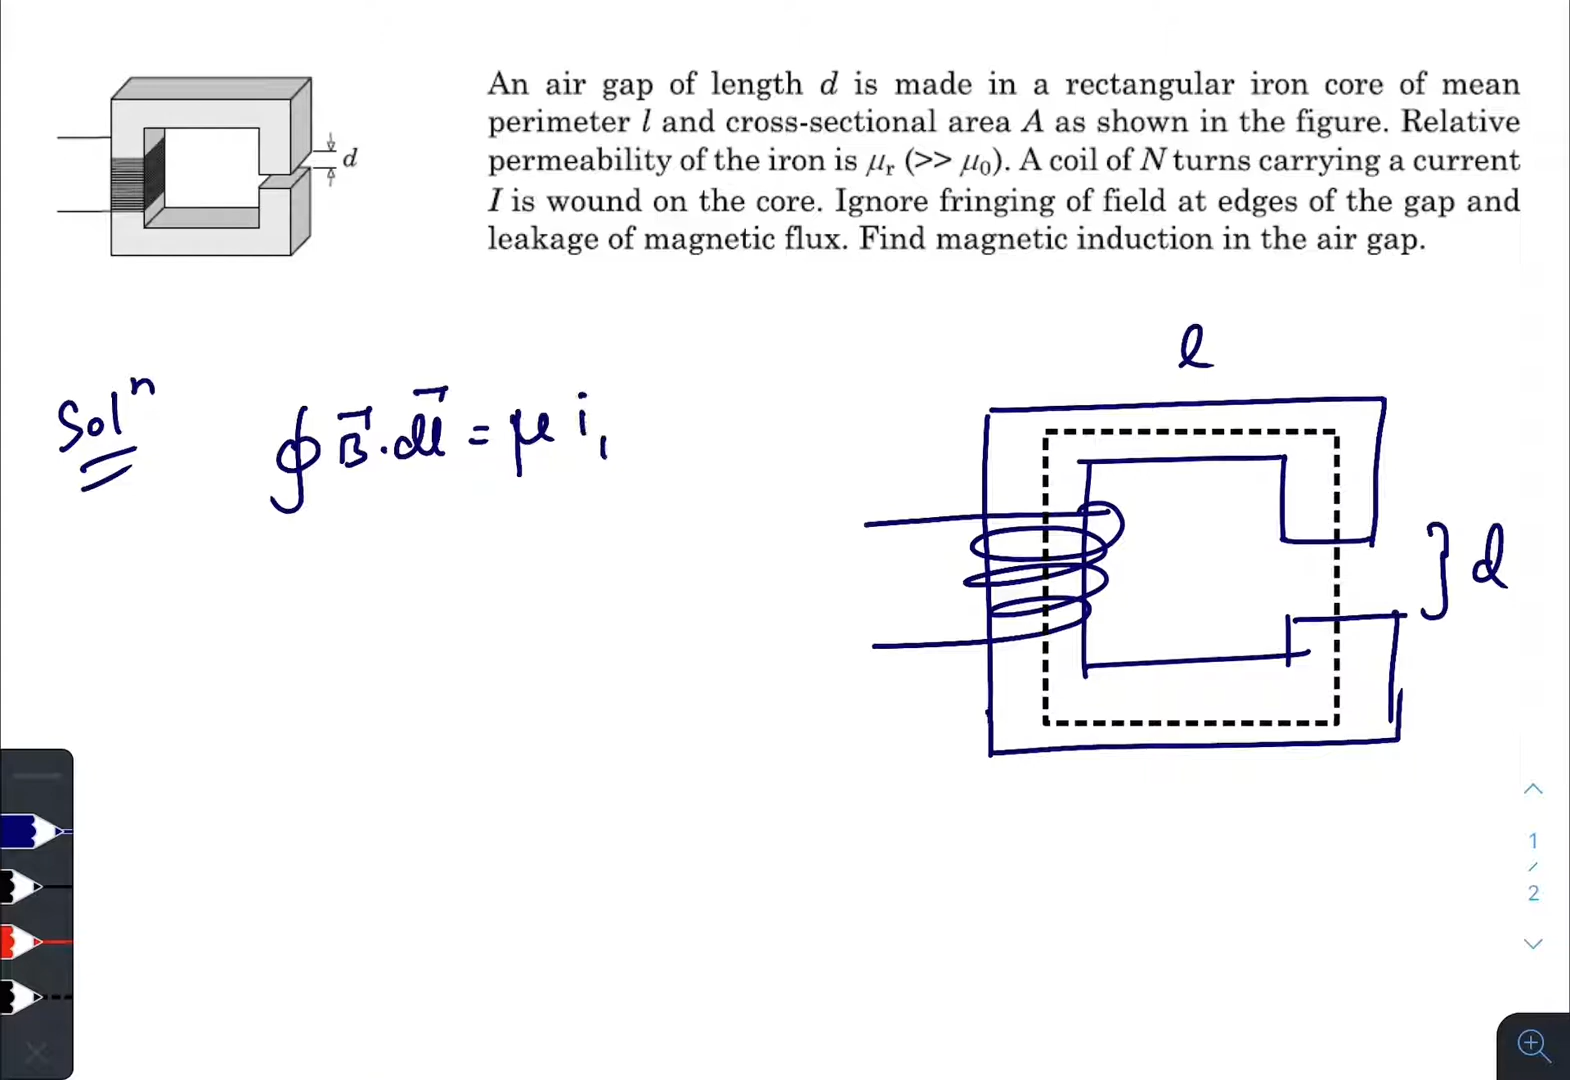 An air gap of length d is made in a rectangular iron core of mean
perimeter l and cross-sectional area A as shown in the figure. Relative
permeability of the iron is μr (>> μ0). A coil of N turns carrying a current
I is wound on the core. Ignore fringing of field at edges of the gap and
leakage of magnetic flux. Find magnetic induction in the air gap.
d
l
Solⁿ
∮ B⃗ · dl⃗ = μ i,
} d
1
/
2